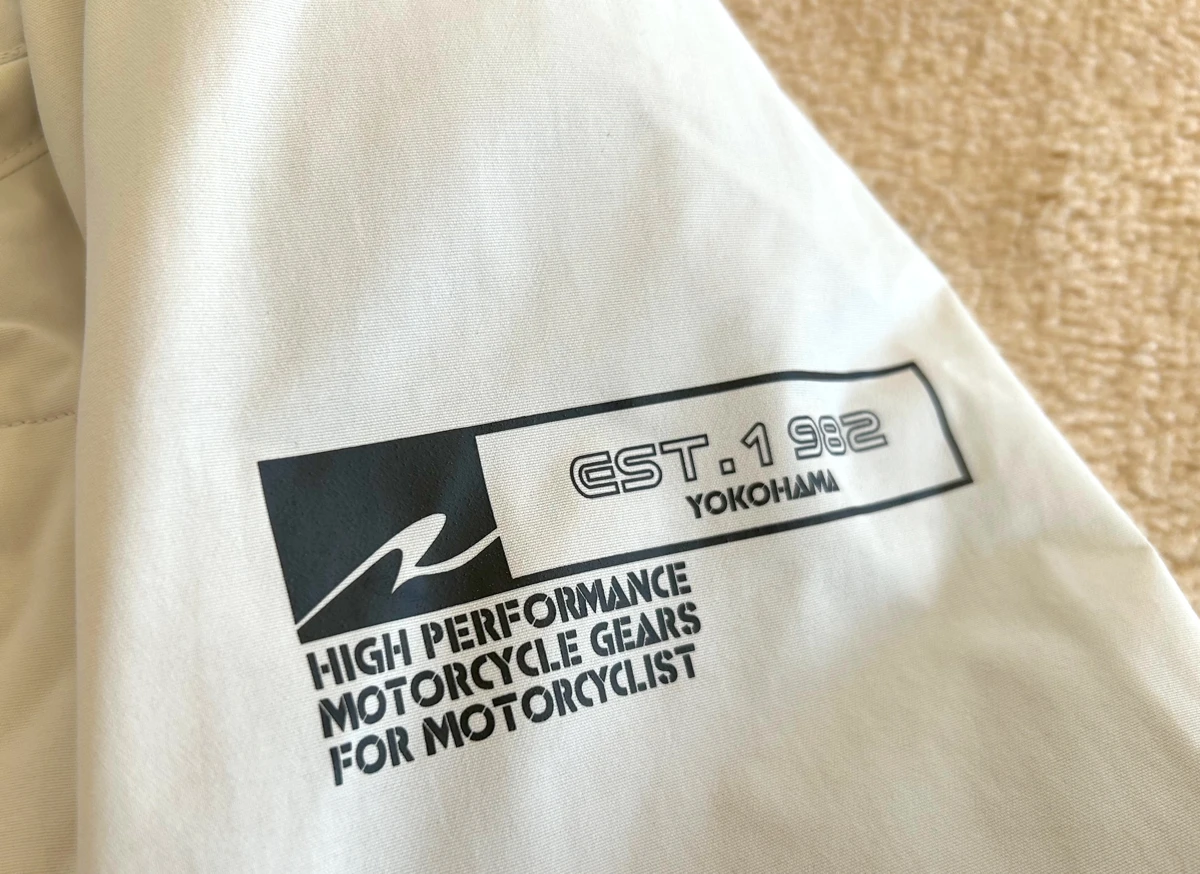 EST.1982
YOKOHAMA
HIGH PERFORMANCE
MOTORCYCLE GEARS
FOR MOTORCYCLIST